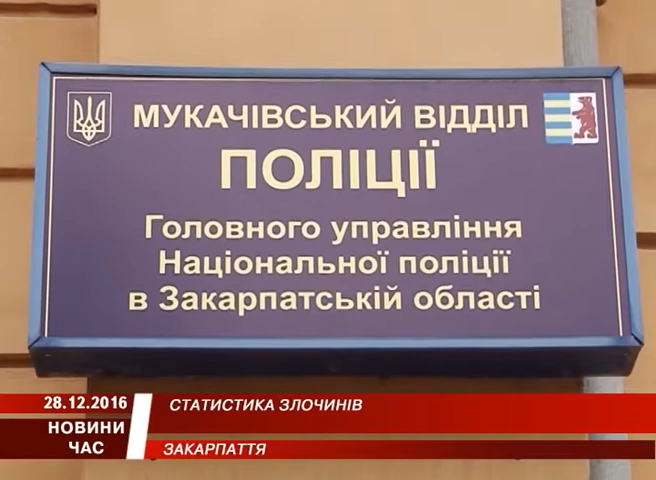 МУКАЧІВСЬКИЙ ВІДДІЛ
ПОЛІЦІЇ
Головного управління
Національної поліції
в Закарпатській області
28.12.2016
СТАТИСТИКА ЗЛОЧИНІВ
НОВИНИ
ЧАС
ЗАКАРПАТТЯ